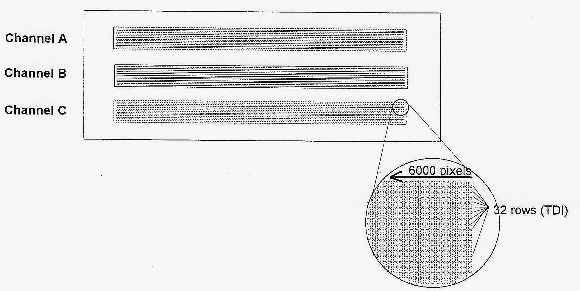 Channel A
Channel B
Channel C
6000 pixels
32 rows (TDI)